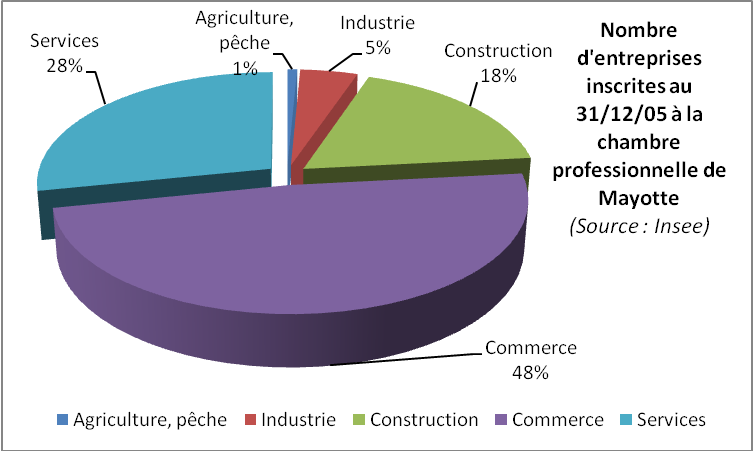 Nombre
d'entreprises
inscrites au
31/12/05 à la
chambre
professionnelle de
Mayotte
(Source : Insee)
Agriculture,
pêche
1%
Industrie
5%
Construction
18%
Services
28%
Commerce
48%
Agriculture, pêche Industrie Construction Commerce Services